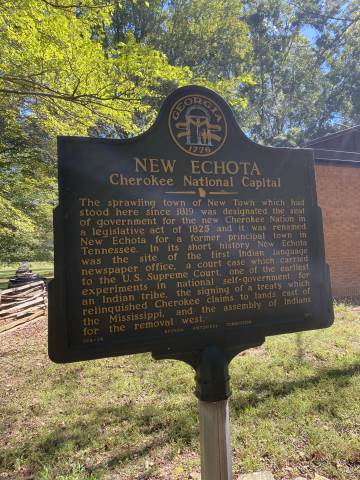 GEORGIA
1776
NEW ECHOTA
Cherokee National Capital
The sprawling town of New Town which had
stood here since 1819 was designated the seat
of government for the new Cherokee Nation in
a legislative act of 1825 and it was renamed
New Echota for a former principal town in
Tennessee. In its short history New Echota
was the site of the first Indian language
newspaper office, a court case which carried
to the U. S. Supreme Court, one of the earliest
experiments in national self-government by
an Indian tribe, the signing of a treaty which
relinquished Cherokee claims to lands east of
the Mississippi, and the assembly of Indians
for the removal west.
GEORGIA HISTORICAL COMMISSION